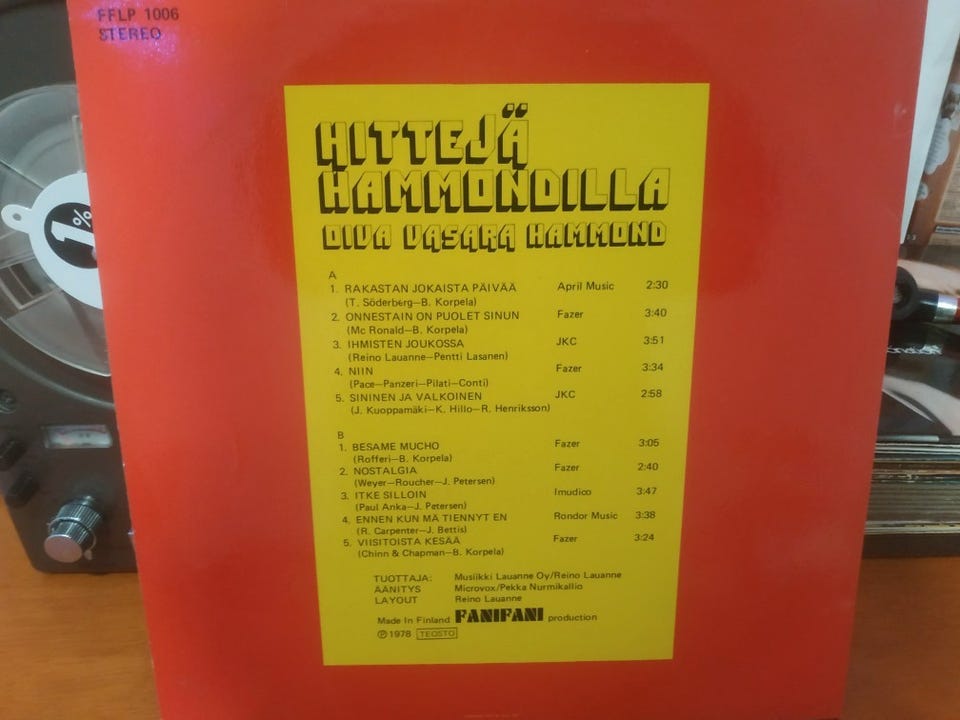 FFLP 1006
STEREO
HITTEJÄ
HAMMONDILLA
OIVA VASARA HAMMOND
A
1. RAKASTAN JOKAISTA PÄIVÄÄ April Music 2:30
(T. Söderberg—B. Korpela)
2. ONNESTAIN ON PUOLET SINUN Fazer 3:40
(Mc Ronald—B. Korpela)
3. IHMISTEN JOUKOSSA JKC 3:51
(Reino Lauanne—Pentti Lasanen)
4. NIIN Fazer 3:34
(Pace—Panzeri—Pilati—Conti)
5. SININEN JA VALKOINEN JKC 2:58
(J. Kuoppamäki—K. Hillo—R. Henriksson)
B
1. BESAME MUCHO Fazer 3:05
(Rofferi—B. Korpela)
2. NOSTALGIA Fazer 2:40
(Weyer—Roucher—J. Petersen)
3. ITKE SILLOIN Imudico 3:47
(Paul Anka—J. Petersen)
4. ENNEN KUN MÄ TIENNYT EN Rondor Music 3:38
(R. Carpenter—J. Bettis)
5. VIISITOISTA KESÄÄ Fazer 3:24
(Chinn & Chapman—B. Korpela)
TUOTTAJA: Musiikki Lauanne Oy/Reino Lauanne
ÄÄNITYS Microvox/Pekka Nurmikallio
LAYOUT Reino Lauanne
Made In Finland FANIFANI production
℗ 1978 TEOSTO
1%